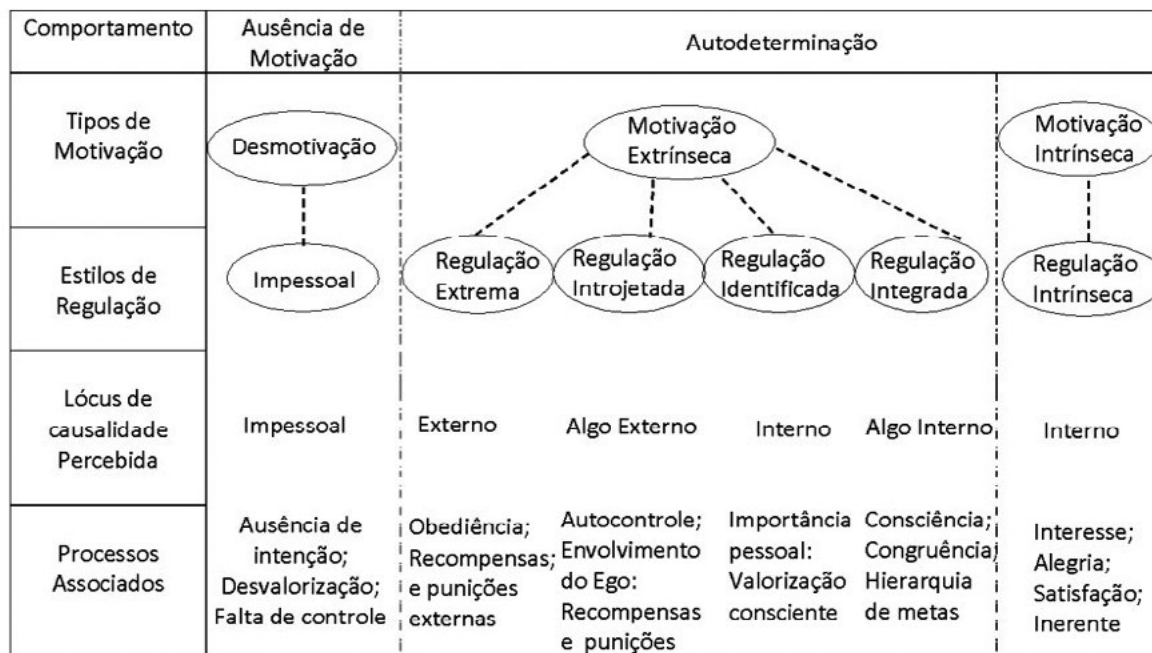 Comportamento
Ausência de
Motivação
Autodeterminação
Tipos de
Motivação
Desmotivação
Motivação
Extrínseca
Motivação
Intrínseca
Estilos de
Regulação
Impessoal
Regulação
Extrema
Regulação
Introjetada
Regulação
Identificada
Regulação
Integrada
Regulação
Intrínseca
Lócus de
causalidade
Percebida
Impessoal
Externo
Algo Externo
Interno
Algo Interno
Interno
Processos
Associados
Ausência de
intenção;
Desvalorização;
Falta de controle
Obediência;
Recompensas;
e punições
externas
Autocontrole;
Envolvimento
do Ego:
Recompensas
e punições
Importância
pessoal:
Valorização
consciente
Consciência;
Congruência;
Hierarquia
de metas
Interesse;
Alegria;
Satisfação;
Inerente